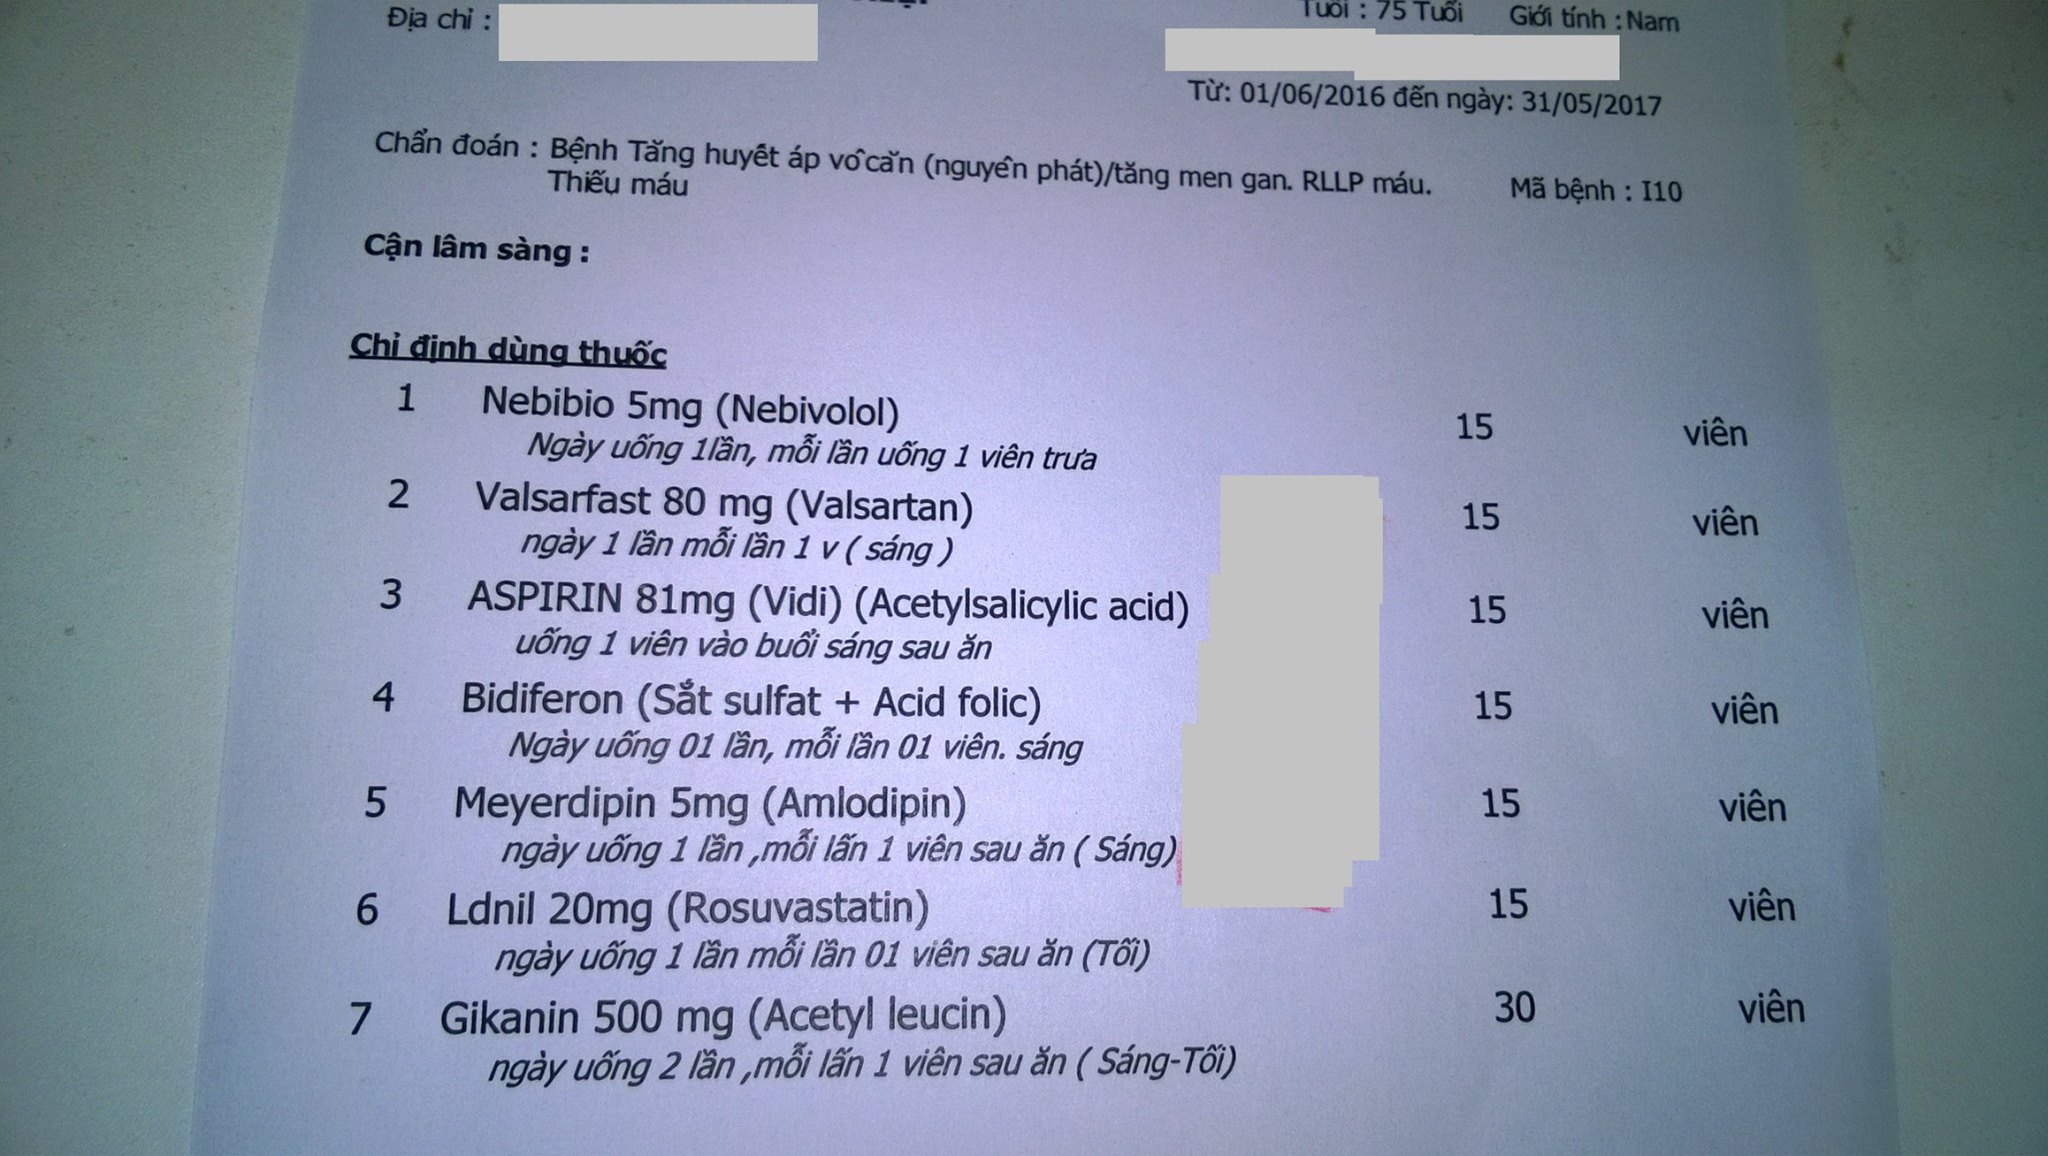 Địa chỉ :
Tuổi : 75 Tuổi Giới tính : Nam
Từ: 01/06/2016 đến ngày: 31/05/2017
Chẩn đoán : Bệnh Tăng huyết áp vô căn (nguyên phát)/tăng men gan. RLLP máu.
Thiếu máu Mã bệnh : I10
Cận lâm sàng :
Chỉ định dùng thuốc
1 Nebibio 5mg (Nebivolol) 15 viên
Ngày uống 1lần, mỗi lần uống 1 viên trưa
2 Valsarfast 80 mg (Valsartan) 15 viên
ngày 1 lần mỗi lần 1 v ( sáng )
3 ASPIRIN 81mg (Vidi) (Acetylsalicylic acid) 15 viên
uống 1 viên vào buổi sáng sau ăn
4 Bidiferon (Sắt sulfat + Acid folic) 15 viên
Ngày uống 01 lần, mỗi lần 01 viên. sáng
5 Meyerdipin 5mg (Amlodipin) 15 viên
ngày uống 1 lần ,mỗi lấn 1 viên sau ăn ( Sáng)
6 Ldnil 20mg (Rosuvastatin) 15 viên
ngày uống 1 lần mỗi lần 01 viên sau ăn (Tối)
7 Gikanin 500 mg (Acetyl leucin) 30 viên
ngày uống 2 lần ,mỗi lấn 1 viên sau ăn ( Sáng-Tối)